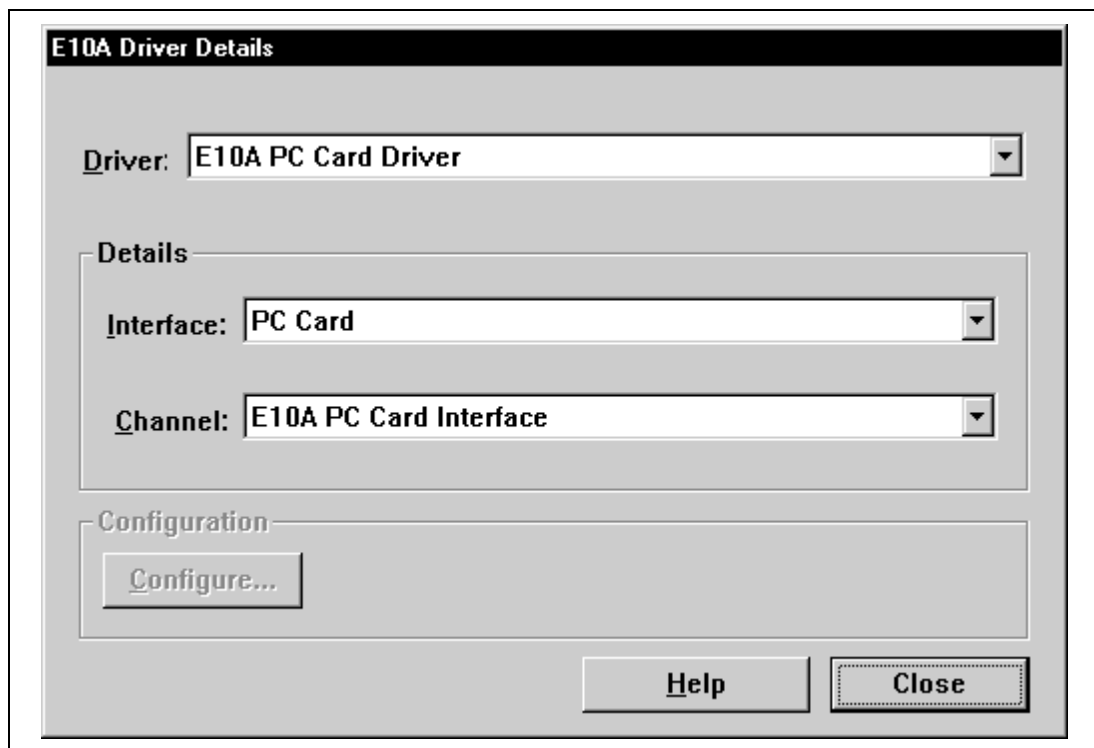 E10A Driver Details
Driver: E10A PC Card Driver
Details
Interface: PC Card
Channel: E10A PC Card Interface
Configuration
Configure...
Help Close